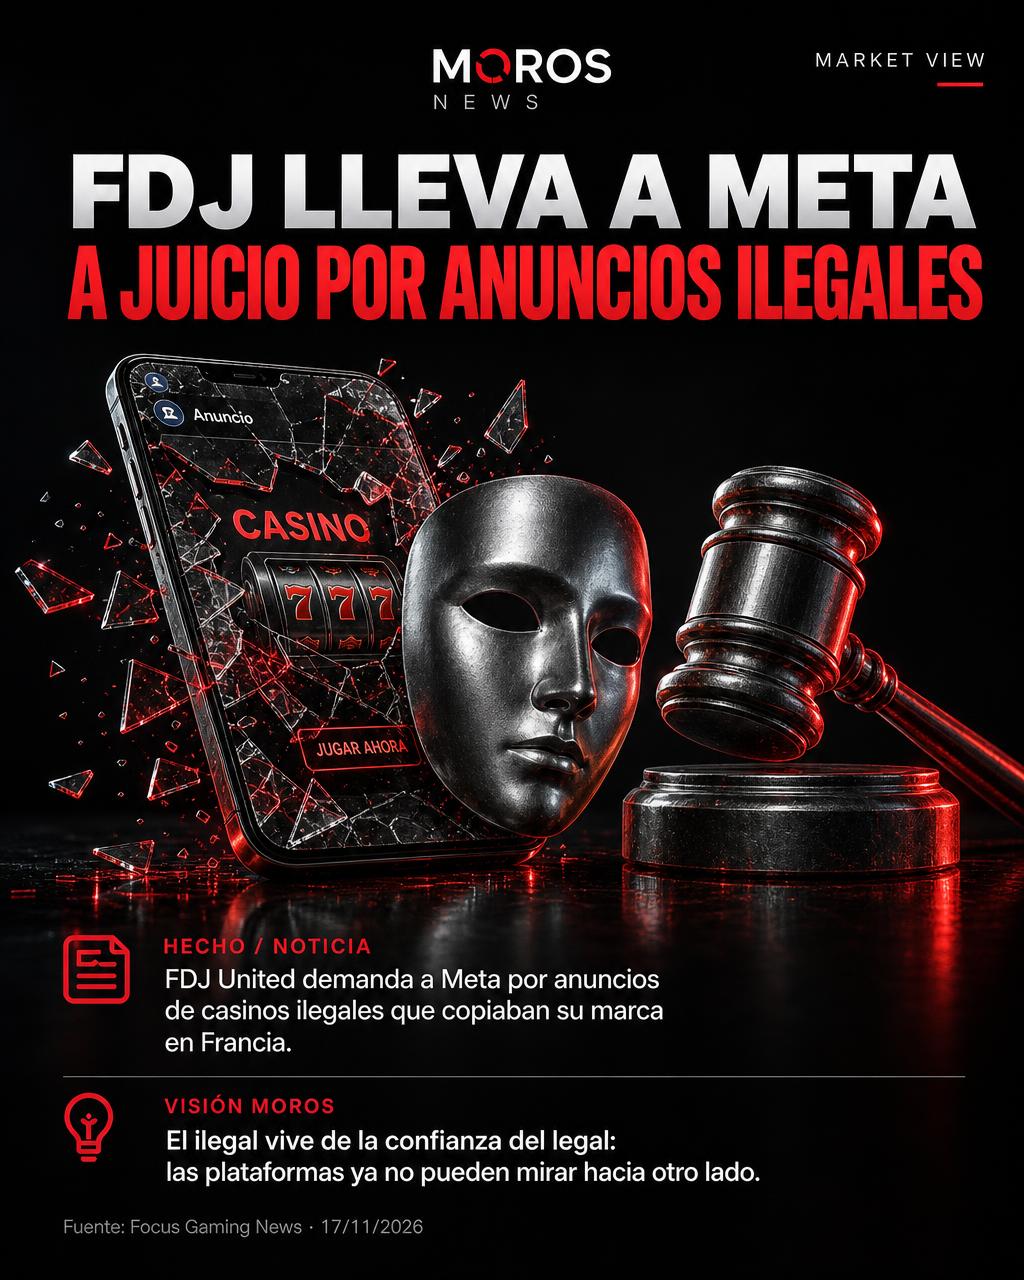 MOROS
NEWS
MARKET VIEW
FDJ LLEVA A META
A JUICIO POR ANUNCIOS ILEGALES
Anuncio
CASINO
7 7 7
JUGAR AHORA
HECHO / NOTICIA
FDJ United demanda a Meta por anuncios
de casinos ilegales que copiaban su marca
en Francia.
VISIÓN MOROS
El ilegal vive de la confianza del legal:
las plataformas ya no pueden mirar hacia otro lado.
Fuente: Focus Gaming News · 17/11/2026